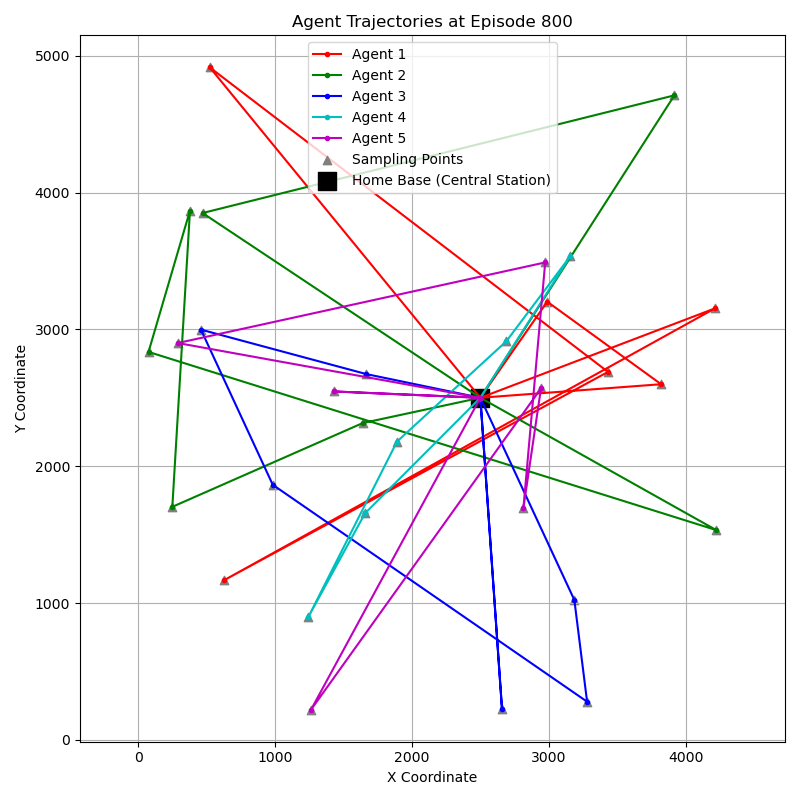 Agent Trajectories at Episode 800
Agent 1
Agent 2
Agent 3
Agent 4
Agent 5
Sampling Points
Home Base (Central Station)
Y Coordinate
5000
4000
3000
2000
1000
0
0 1000 2000 3000 4000
X Coordinate